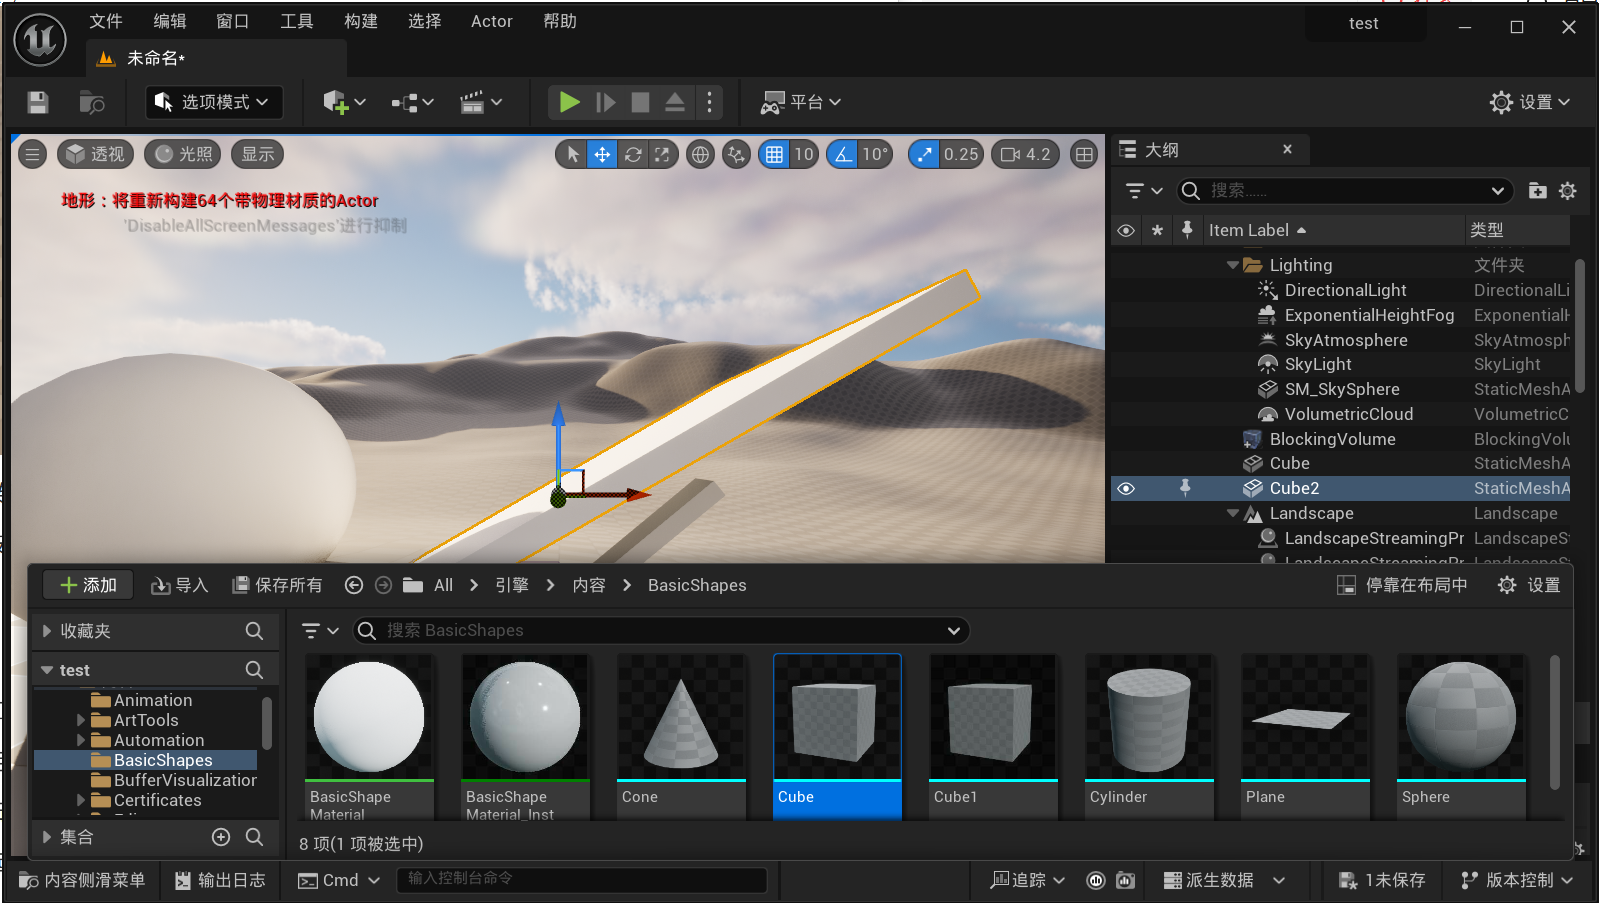 文件 编辑 窗口 工具 构建 选择 Actor 帮助 test
未命名*
选项模式 平台 设置
透视 光照 显示 10 10° 0.25 4.2 大纲
地形：将重新构建64个带物理材质的Actor
'DisableAllScreenMessages'进行抑制
搜索......
Item Label 类型
Lighting 文件夹
DirectionalLight DirectionalLi
ExponentialHeightFog Exponential
SkyAtmosphere SkyAtmosph
SkyLight SkyLight
SM_SkySphere StaticMeshA
VolumetricCloud VolumetricC
BlockingVolume BlockingVolu
Cube StaticMeshA
Cube2 StaticMeshA
Landscape Landscape
LandscapeStreamingPr LandscapeS
添加 导入 保存所有 All 引擎 内容 BasicShapes 停靠在布局中 设置
收藏夹 搜索 BasicShapes
test
Animation
ArtTools
Automation
BasicShapes
BufferVisualization
Certificates
集合
BasicShape Material
BasicShape Material_Inst
Cone
Cube
Cube1
Cylinder
Plane
Sphere
8 项(1 项被选中)
内容侧滑菜单 输出日志 Cmd 输入控制台命令 追踪 派生数据 1未保存 版本控制